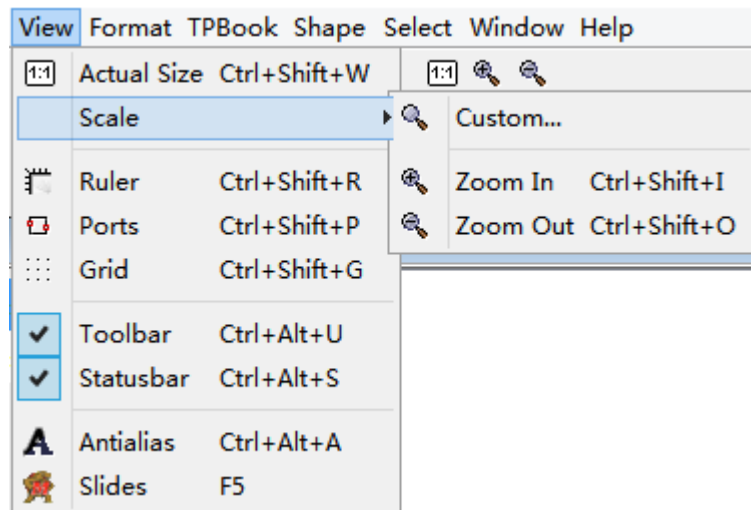 View Format TPBook Shape Select Window Help
1:1 Actual Size Ctrl+Shift+W 1:1
Scale Custom...
Ruler Ctrl+Shift+R Zoom In Ctrl+Shift+I
Ports Ctrl+Shift+P Zoom Out Ctrl+Shift+O
Grid Ctrl+Shift+G
Toolbar Ctrl+Alt+U
Statusbar Ctrl+Alt+S
A Antialias Ctrl+Alt+A
Slides F5